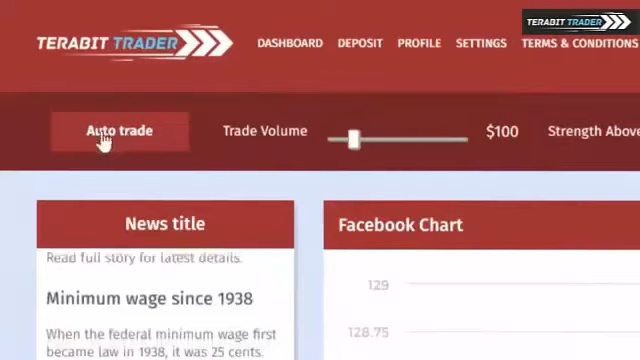 TERABIT TRADER
TERABIT TRADER
DASHBOARD DEPOSIT PROFILE SETTINGS TERMS & CONDITIONS
Auto trade Trade Volume $100 Strength Above
News title
Facebook Chart
Read full story for latest details.
129
Minimum wage since 1938
128.75
When the federal minimum wage first
became law in 1938, it was 25 cents.